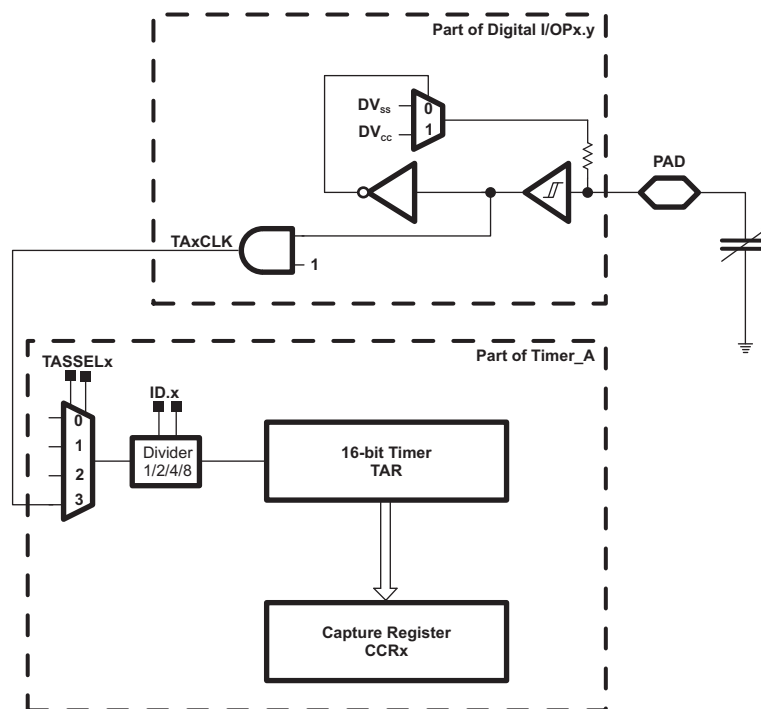 Part of Digital I/OPx.y
DVSS
0
DVCC
1
PAD
TAxCLK
1
Part of Timer_A
TASSELx
ID.x
0
1
2
3
Divider
1/2/4/8
16-bit Timer
TAR
Capture Register
CCRx